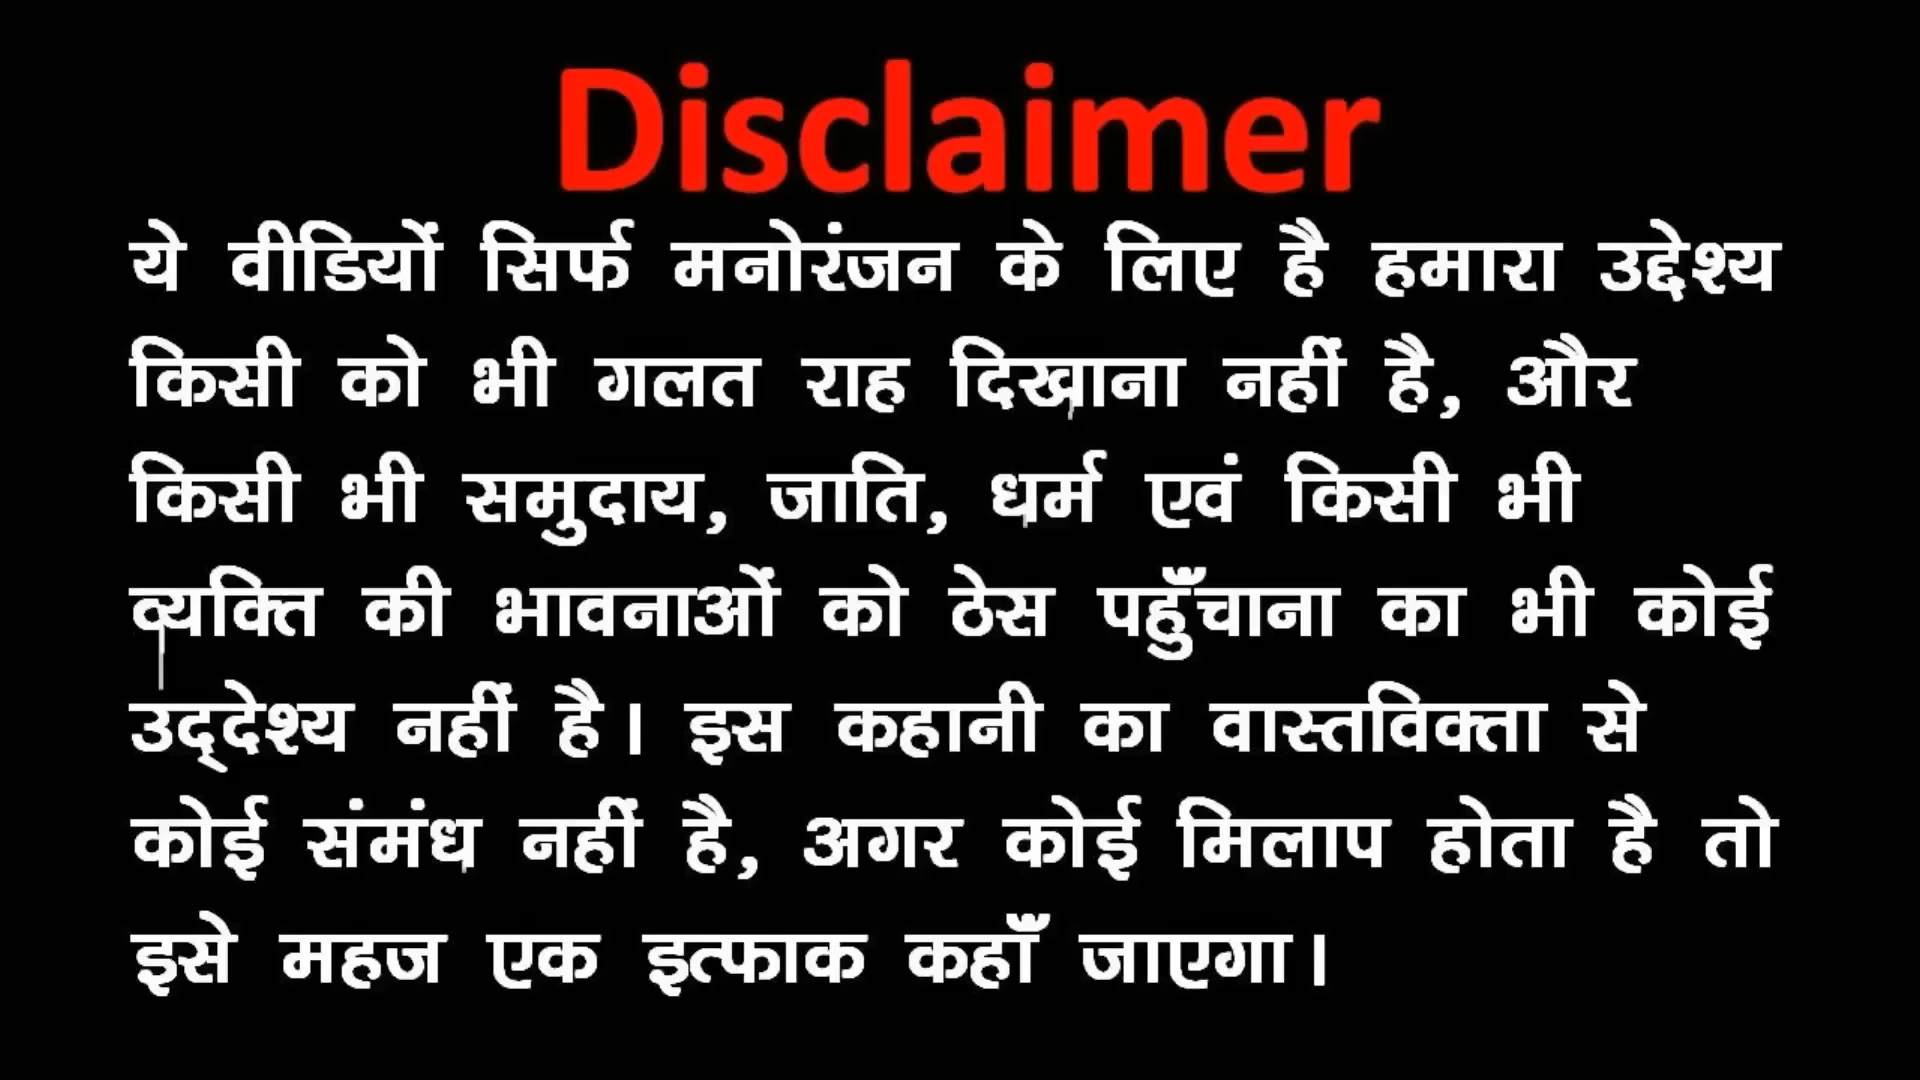 Disclaimer
ये वीडियों सिर्फ मनोरंजन के लिए है हमारा उद्देश्य
किसी को भी गलत राह दिखाना नहीं है, और
किसी भी समुदाय, जाति, धर्म एवं किसी भी
व्यक्ति की भावनाओं को ठेस पहुँचाना का भी कोई
उद्‌देश्य नहीं है। इस कहानी का वास्तविक्ता से
कोई संमंध नहीं है, अगर कोई मिलाप होता है तो
इसे महज एक इत्फाक कहाँ जाएगा।